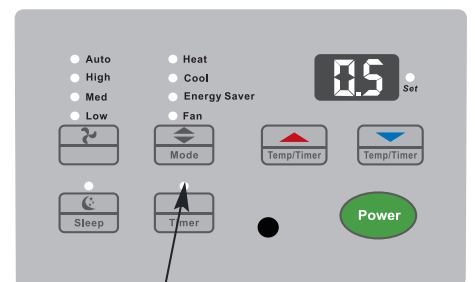 Auto
High
Med
Low
Heat
Cool
Energy Saver
Fan
0.5
Set
Mode
Temp/Timer
Temp/Timer
Sleep
Timer
Power